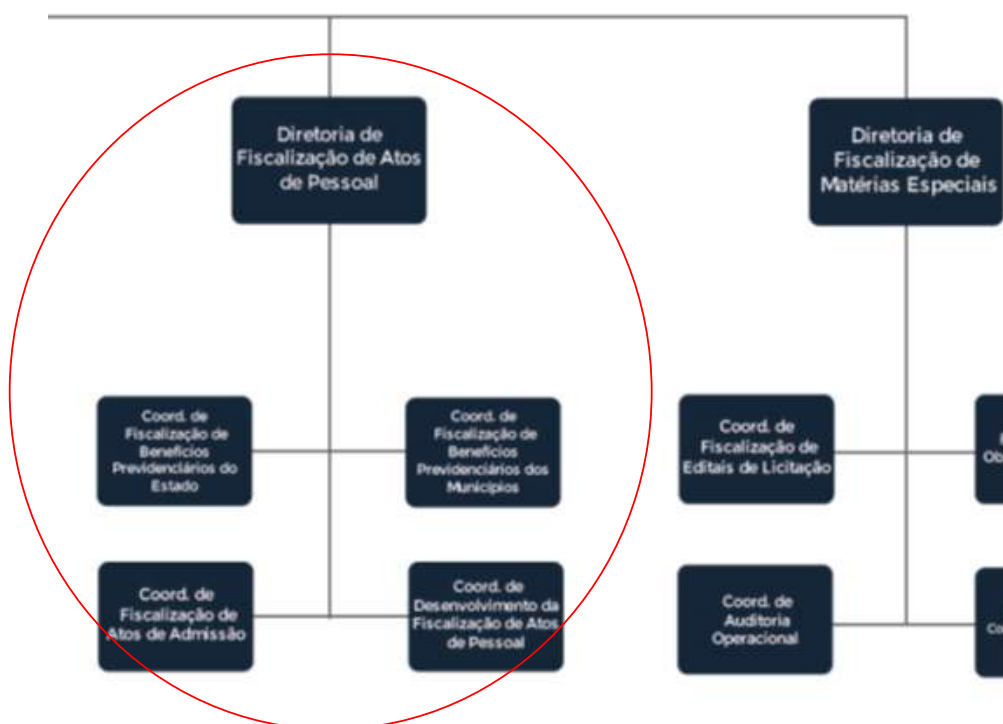 Diretoria de
Fiscalização de Atos
de Pessoal
Diretoria de
Fiscalização de
Matérias Especiais
Coord. de
Fiscalização de
Benefícios
Previdenciários do
Estado
Coord. de
Fiscalização de
Benefícios
Previdenciários dos
Municípios
Coord. de
Fiscalização de
Editais de Licitação
Coord. de
Fiscalização de
Atos de Admissão
Coord. de
Desenvolvimento da
Fiscalização de Atos
de Pessoal
Coord. de
Auditoria
Operacional